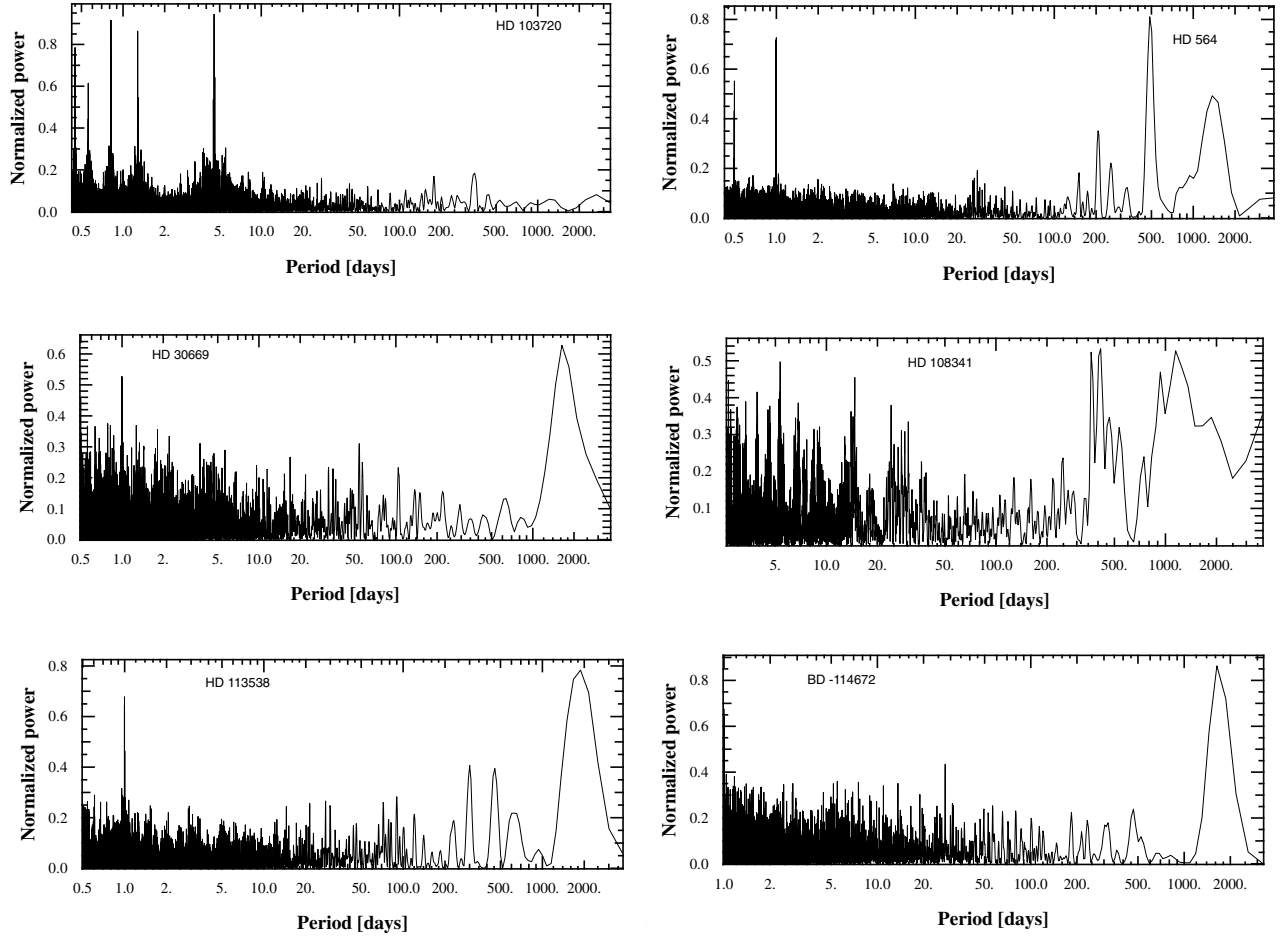 HD 103720
Normalized power
0.8
0.6
0.4
0.2
0.0
0.5 1.0 2. 5. 10.0 20. 50. 100.0 200. 500. 1000.0 2000.
Period [days]
HD 564
Normalized power
0.8
0.6
0.4
0.2
0.0
0.5 1.0 2. 5. 10.0 20. 50. 100.0 200. 500. 1000. 2000.
Period [days]
HD 30669
Normalized power
0.6
0.5
0.4
0.3
0.2
0.1
0.0
0.5 1.0 2. 5. 10.0 20. 50. 100.0 200. 500. 1000.0 2000.
Period [days]
HD 108341
Normalized power
0.5
0.4
0.3
0.2
0.1
5. 10.0 20. 50. 100.0 200. 500. 1000. 2000.
Period [days]
HD 113538
Normalized power
0.8
0.6
0.4
0.2
0.0
0.5 1.0 2. 5. 10.0 20. 50. 100.0 200. 500. 1000.0 2000.
Period [days]
BD -114672
Normalized power
0.8
0.6
0.4
0.2
0.0
1.0 2. 5. 10.0 20. 50. 100.0 200. 500. 1000. 2000.
Period [days]